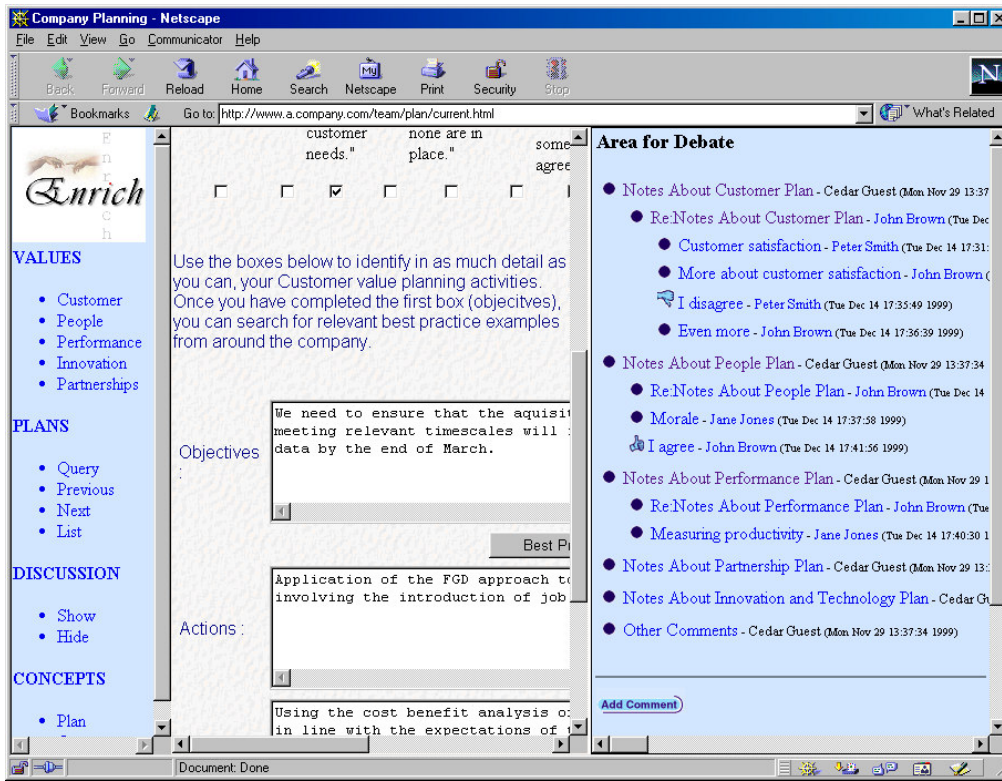 Company Planning - Netscape
File Edit View Go Communicator Help
Back Forward Reload Home Search Netscape Print Security Stop
My
N
Bookmarks Go to: http://www.a.company.com/team/plan/current.html What's Related
Enrich
Enrich
VALUES
Customer
People
Performance
Innovation
Partnerships
PLANS
Query
Previous
Next
List
DISCUSSION
Show
Hide
CONCEPTS
Plan
customer none are in
needs." place." some
agree
Use the boxes below to identify in as much detail as
you can, your Customer value planning activities.
Once you have completed the first box (objecitves),
you can search for relevant best practice examples
from around the company.
Objectives
:
We need to ensure that the aquisit
meeting relevant timescales will
data by the end of March.
Best P
Actions :
Application of the FGD approach to
involving the introduction of job
Using the cost benefit analysis o
in line with the expectations of
Area for Debate
Notes About Customer Plan - Cedar Guest (Mon Nov 29 13:37
Re:Notes About Customer Plan - John Brown (Tue Dec
Customer satisfaction - Peter Smith (Tue Dec 14 17:31:
More about customer satisfaction - John Brown (
I disagree - Peter Smith (Tue Dec 14 17:35:49 1999)
Even more - John Brown (Tue Dec 14 17:36:39 1999)
Notes About People Plan - Cedar Guest (Mon Nov 29 13:37:34
Re:Notes About People Plan - John Brown (Tue Dec 14
Morale - Jane Jones (Tue Dec 14 17:37:58 1999)
I agree - John Brown (Tue Dec 14 17:41:56 1999)
Notes About Performance Plan - Cedar Guest (Mon Nov 29 1
Re:Notes About Performance Plan - John Brown (Tue
Measuring productivity - Jane Jones (Tue Dec 14 17:40:30 1
Notes About Partnership Plan - Cedar Guest (Mon Nov 29 13:
Notes About Innovation and Technology Plan - Cedar Gu
Other Comments - Cedar Guest (Mon Nov 29 13:37:34 1999)
Add Comment
Document: Done